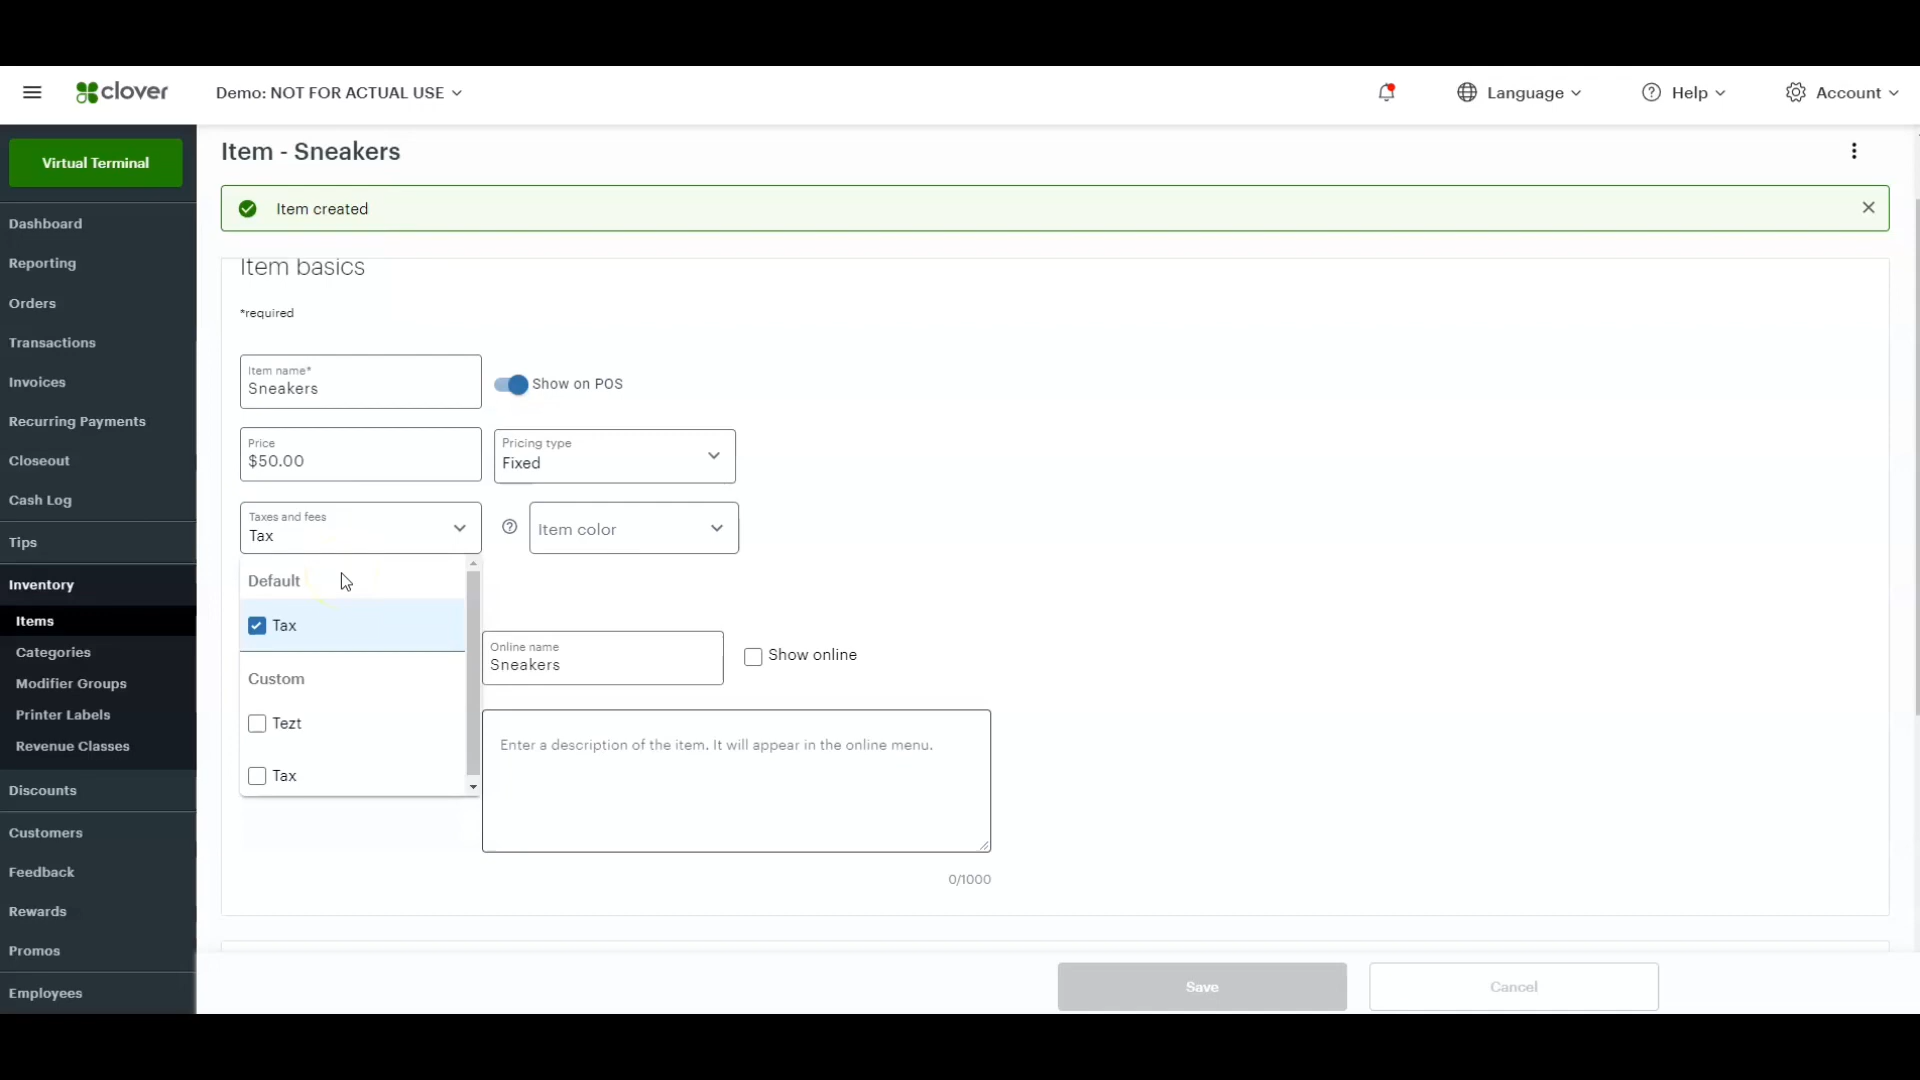 clover
Demo: NOT FOR ACTUAL USE
Language
Help
Account
Virtual Terminal
Dashboard
Reporting
Orders
Transactions
Invoices
Recurring Payments
Closeout
Cash Log
Tips
Inventory
Items
Categories
Modifier Groups
Printer Labels
Revenue Classes
Discounts
Customers
Feedback
Rewards
Promos
Employees
Item - Sneakers
Item created
Item basics
*required
Item name*
Sneakers
Show on POS
Price
$50.00
Pricing type
Fixed
Taxes and fees
Tax
Item color
Default
Tax
Custom
Tezt
Tax
Online name
Sneakers
Show online
Enter a description of the item. It will appear in the online menu.
0/1000
Save
Cancel